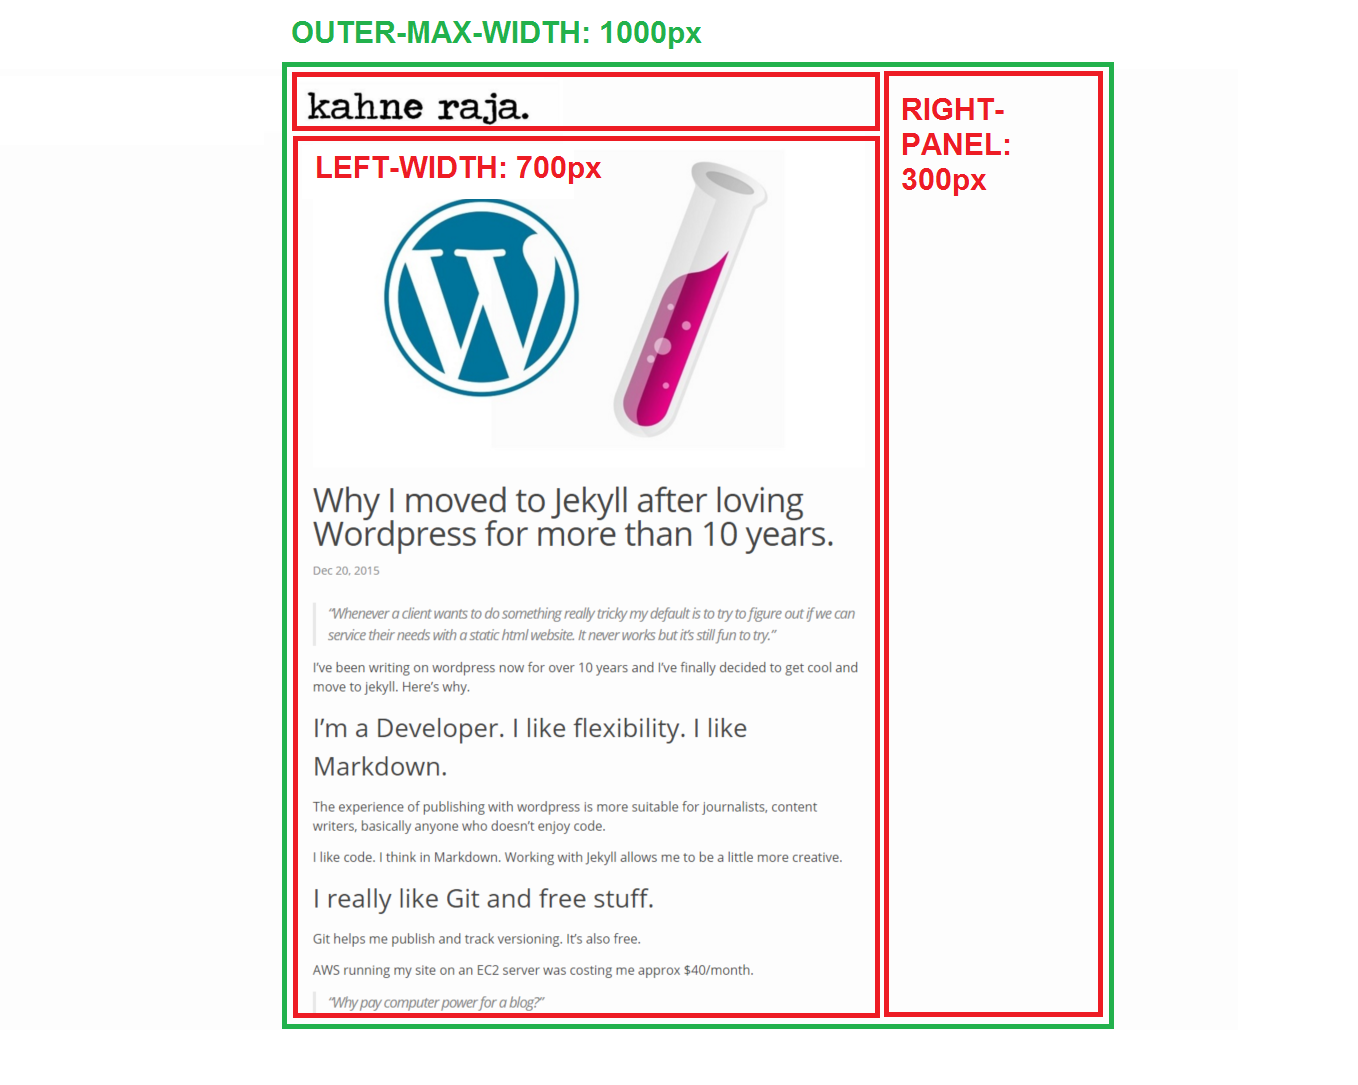 OUTER-MAX-WIDTH: 1000px
kahne raja.
RIGHT-
PANEL:
300px
LEFT-WIDTH: 700px
W
Why I moved to Jekyll after loving
Wordpress for more than 10 years.
Dec 20, 2015
“Whenever a client wants to do something really tricky my default is to try to figure out if we can
service their needs with a static html website. It never works but it’s still fun to try.”
I’ve been writing on wordpress now for over 10 years and I’ve finally decided to get cool and
move to jekyll. Here’s why.
I’m a Developer. I like flexibility. I like
Markdown.
The experience of publishing with wordpress is more suitable for journalists, content
writers, basically anyone who doesn’t enjoy code.
I like code. I think in Markdown. Working with Jekyll allows me to be a little more creative.
I really like Git and free stuff.
Git helps me publish and track versioning. It’s also free.
AWS running my site on an EC2 server was costing me approx $40/month.
“Why pay computer power for a blog?”